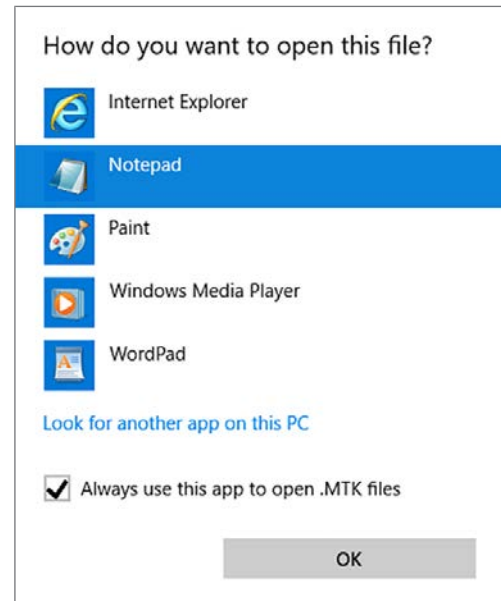 How do you want to open this file?
Internet Explorer
Notepad
Paint
Windows Media Player
WordPad
Look for another app on this PC
Always use this app to open .MTK files
OK